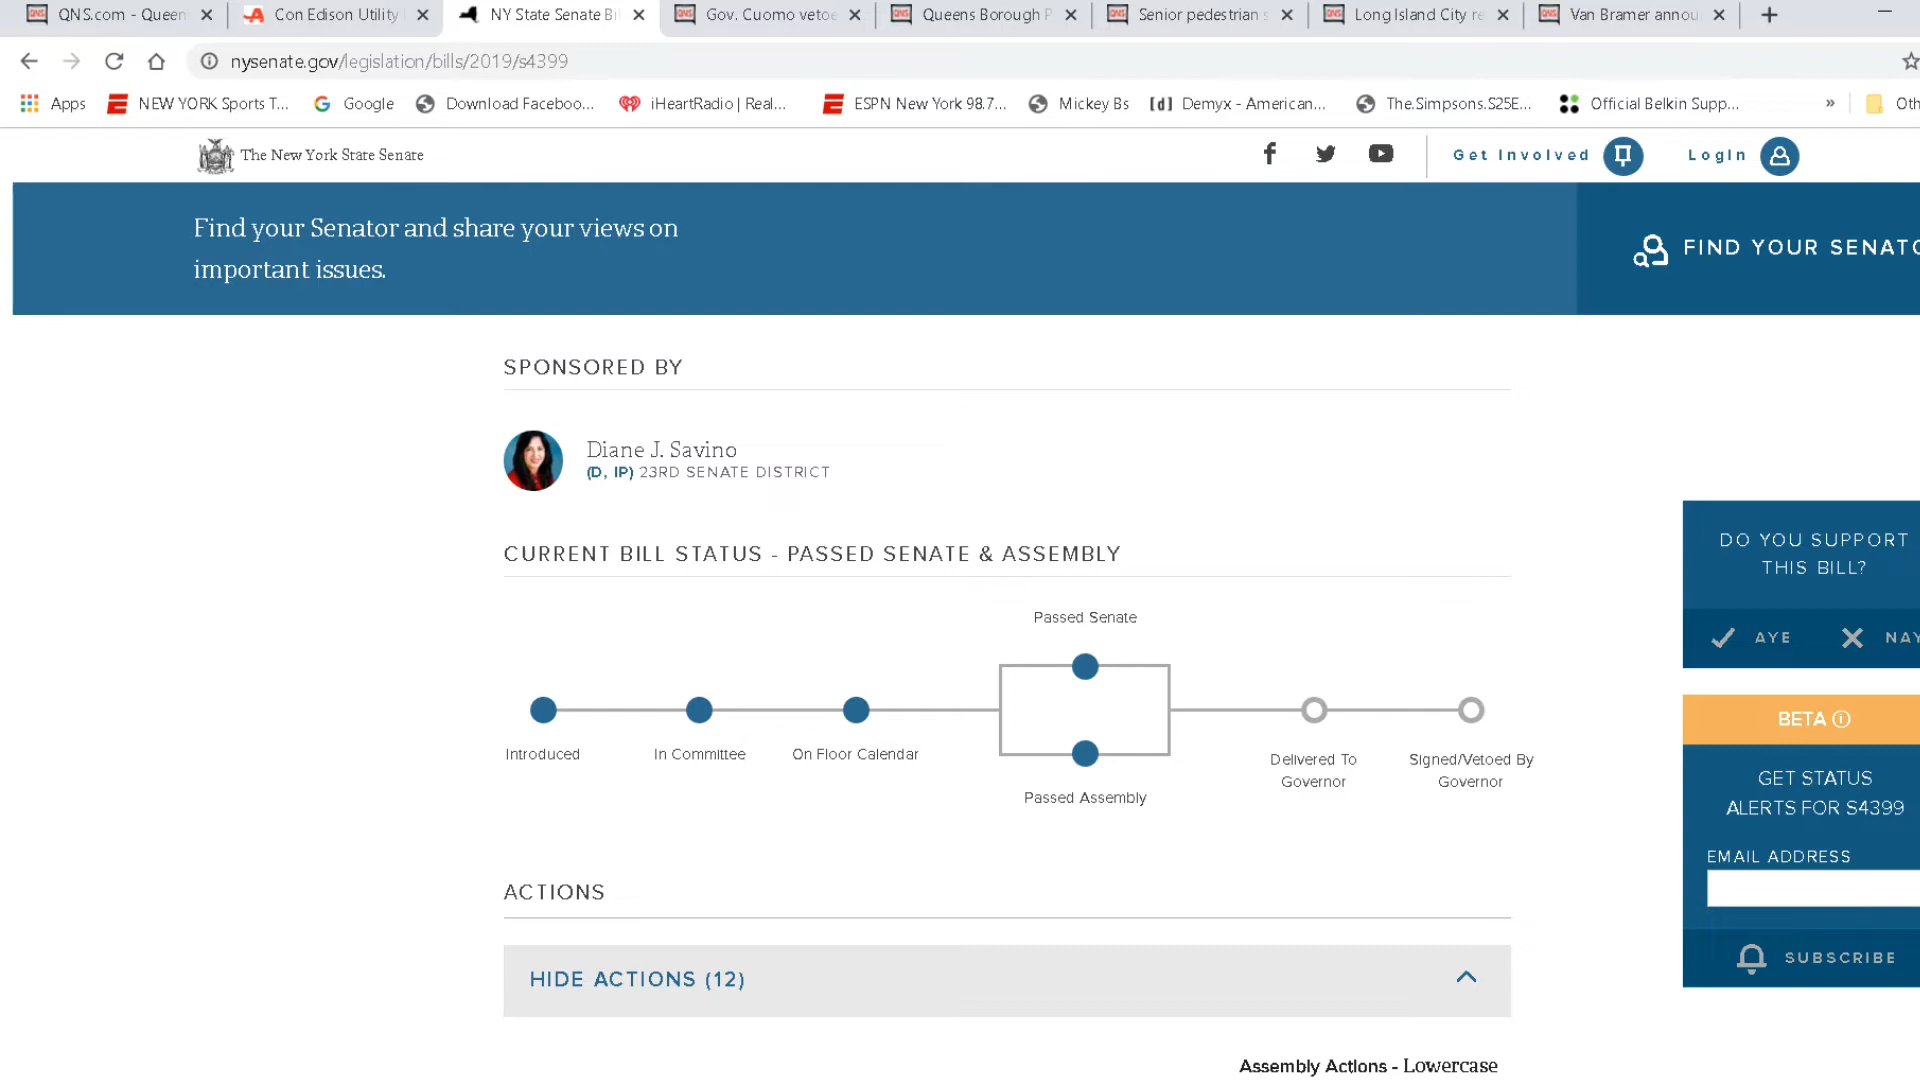 QNS.com - Queen
Con Edison Utility
NY State Senate Bi
Gov. Cuomo vetoe
Queens Borough P
Senior pedestrian s
Long Island City re
Van Bramer annou
nysenate.gov/legislation/bills/2019/s4399
Apps
NEW YORK Sports T...
Google
Download Faceboo...
iHeartRadio | Real...
ESPN New York 98.7...
Mickey Bs
[d] Demyx - American...
The.Simpsons.S25E...
Official Belkin Supp...
»
Oth
The New York State Senate
Get Involved
Login
Find your Senator and share your views on
important issues.
FIND YOUR SENATO
SPONSORED BY
Diane J. Savino
(D, IP) 23RD SENATE DISTRICT
CURRENT BILL STATUS - PASSED SENATE & ASSEMBLY
Passed Senate
Introduced
In Committee
On Floor Calendar
Passed Assembly
Delivered To
Governor
Signed/Vetoed By
Governor
DO YOU SUPPORT
THIS BILL?
AYE
NAY
BETA
GET STATUS
ALERTS FOR S4399
EMAIL ADDRESS
SUBSCRIBE
ACTIONS
HIDE ACTIONS (12)
Assembly Actions - Lowercase